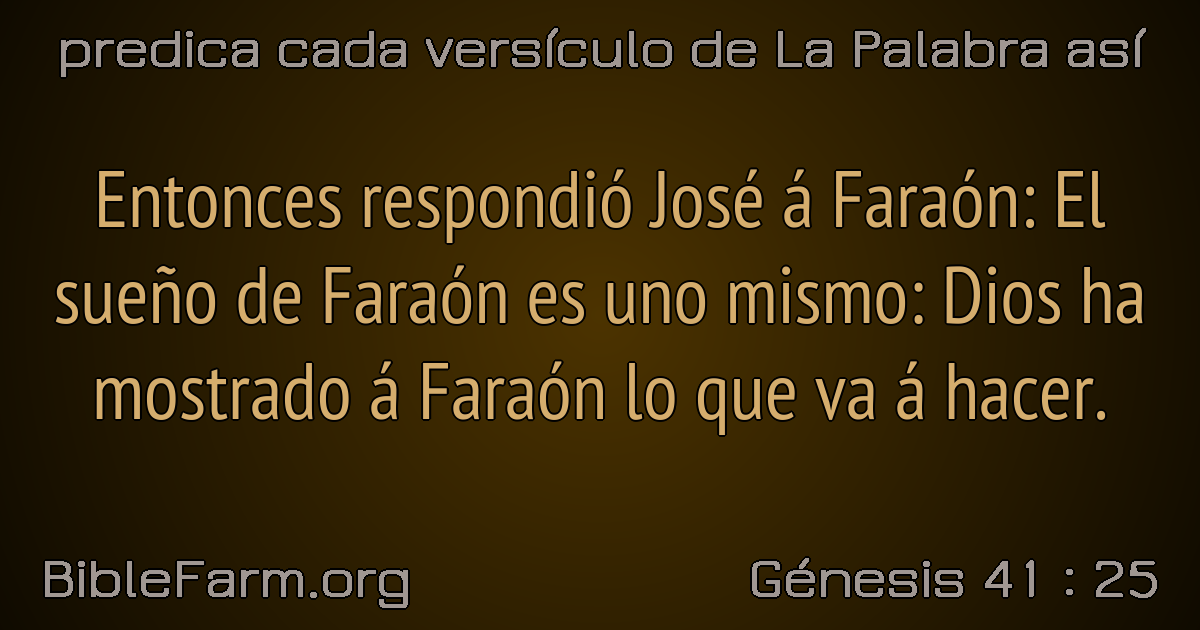 predica cada versículo de La Palabra así
Entonces respondió José á Faraón: El
sueño de Faraón es uno mismo: Dios ha
mostrado á Faraón lo que va á hacer.
BibleFarm.org
Génesis 41 : 25